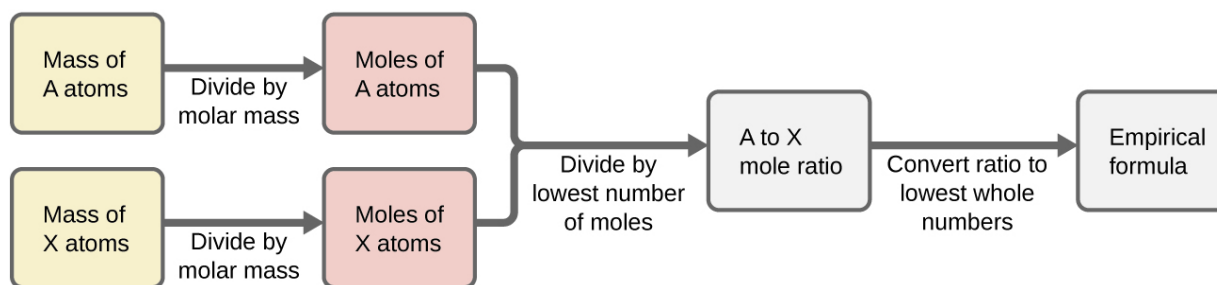 Mass of
A atoms
Divide by
molar mass
Moles of
A atoms
Mass of
X atoms
Divide by
molar mass
Moles of
X atoms
Divide by
lowest number
of moles
A to X
mole ratio
Convert ratio to
lowest whole
numbers
Empirical
formula